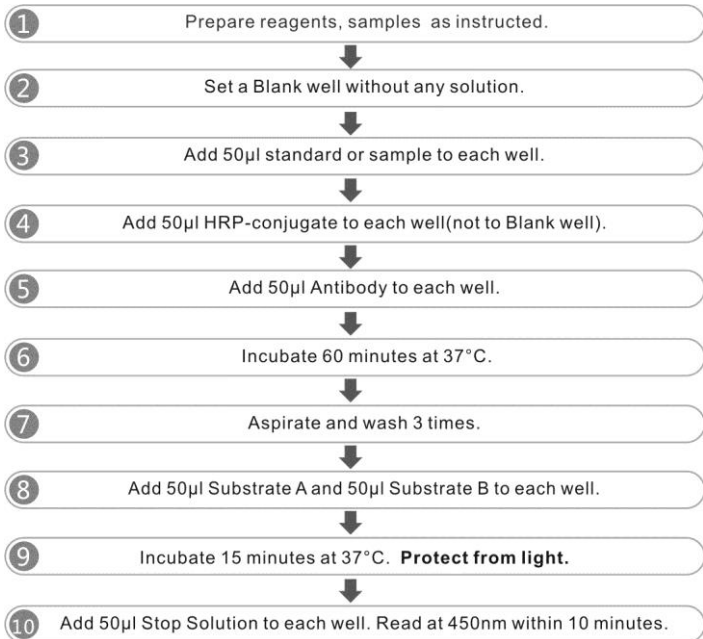 1 Prepare reagents, samples as instructed.
2 Set a Blank well without any solution.
3 Add 50μl standard or sample to each well.
4 Add 50μl HRP-conjugate to each well(not to Blank well).
5 Add 50μl Antibody to each well.
6 Incubate 60 minutes at 37°C.
7 Aspirate and wash 3 times.
8 Add 50μl Substrate A and 50μl Substrate B to each well.
9 Incubate 15 minutes at 37°C. Protect from light.
10 Add 50μl Stop Solution to each well. Read at 450nm within 10 minutes.